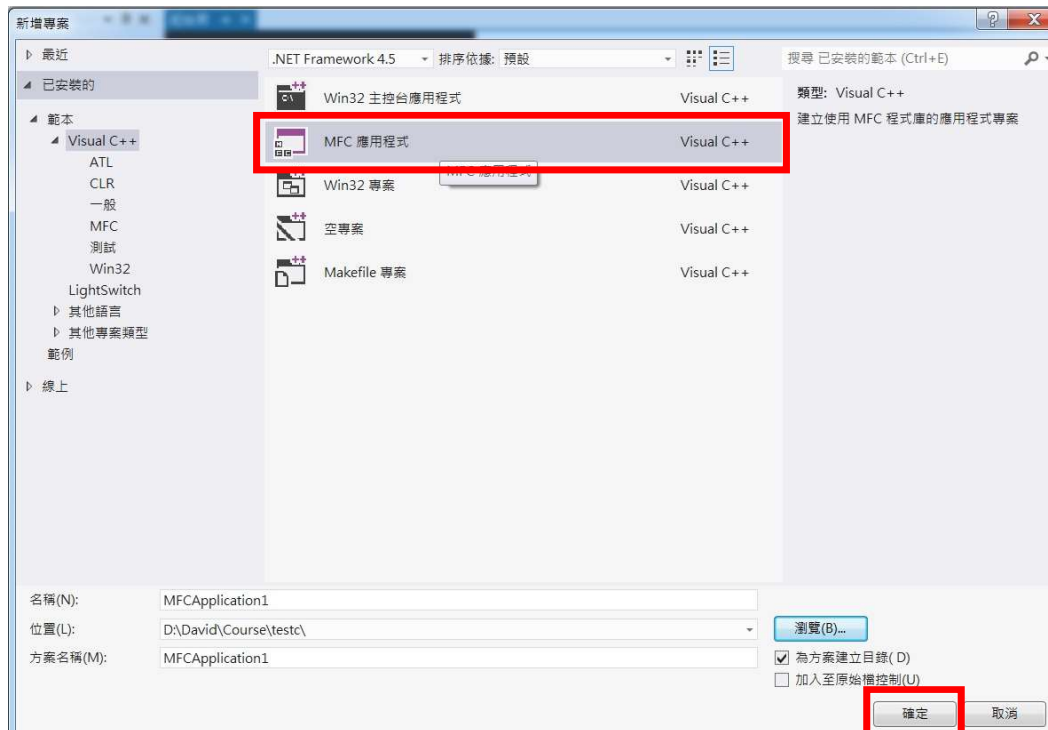 新增專案
最近
.NET Framework 4.5 排序依據: 預設
搜尋 已安裝的範本 (Ctrl+E)
已安裝的
範本
Visual C++
ATL
CLR
一般
MFC
測試
Win32
LightSwitch
其他語言
其他專案類型
範例
線上
Win32 主控台應用程式 Visual C++
MFC 應用程式 Visual C++
MFC 應用程式
Win32 專案 Visual C++
空專案 Visual C++
Makefile 專案 Visual C++
類型: Visual C++
建立使用 MFC 程式庫的應用程式專案
名稱(N): MFCApplication1
位置(L): D:\David\Course\testc\
瀏覽(B)...
方案名稱(M): MFCApplication1
為方案建立目錄( D)
加入至原始檔控制(U)
確定 取消